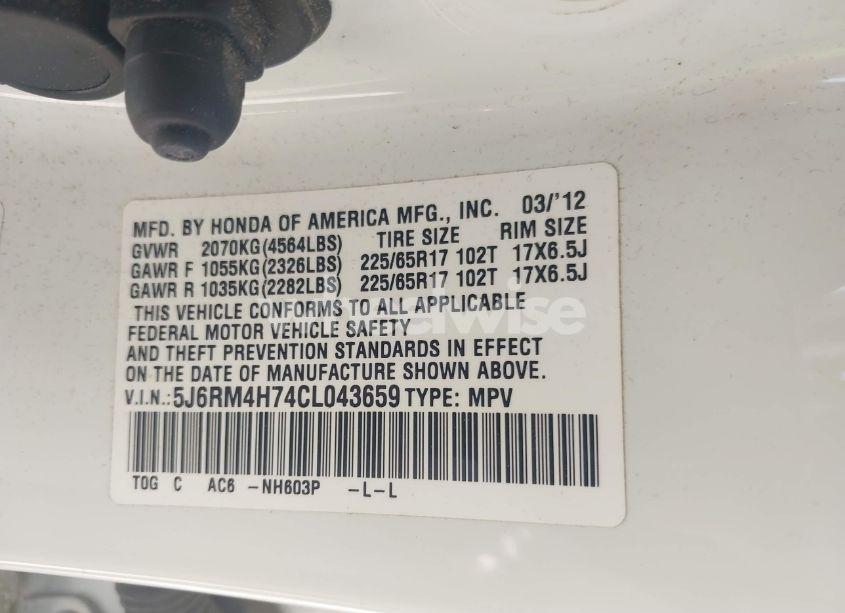 MFD. BY HONDA OF AMERICA MFG., INC. 03/'12
GVWR 2070KG(4564LBS) TIRE SIZE RIM SIZE
GAWR F 1055KG(2326LBS) 225/65R17 102T 17X6.5J
GAWR R 1035KG(2282LBS) 225/65R17 102T 17X6.5J
THIS VEHICLE CONFORMS TO ALL APPLICABLE
FEDERAL MOTOR VEHICLE SAFETY
AND THEFT PREVENTION STANDARDS IN EFFECT
ON THE DATE OF MANUFACTURE SHOWN ABOVE.
V.I.N.:5J6RM4H74CL043659 TYPE: MPV
TOG C AC6 -NH603P -L-L